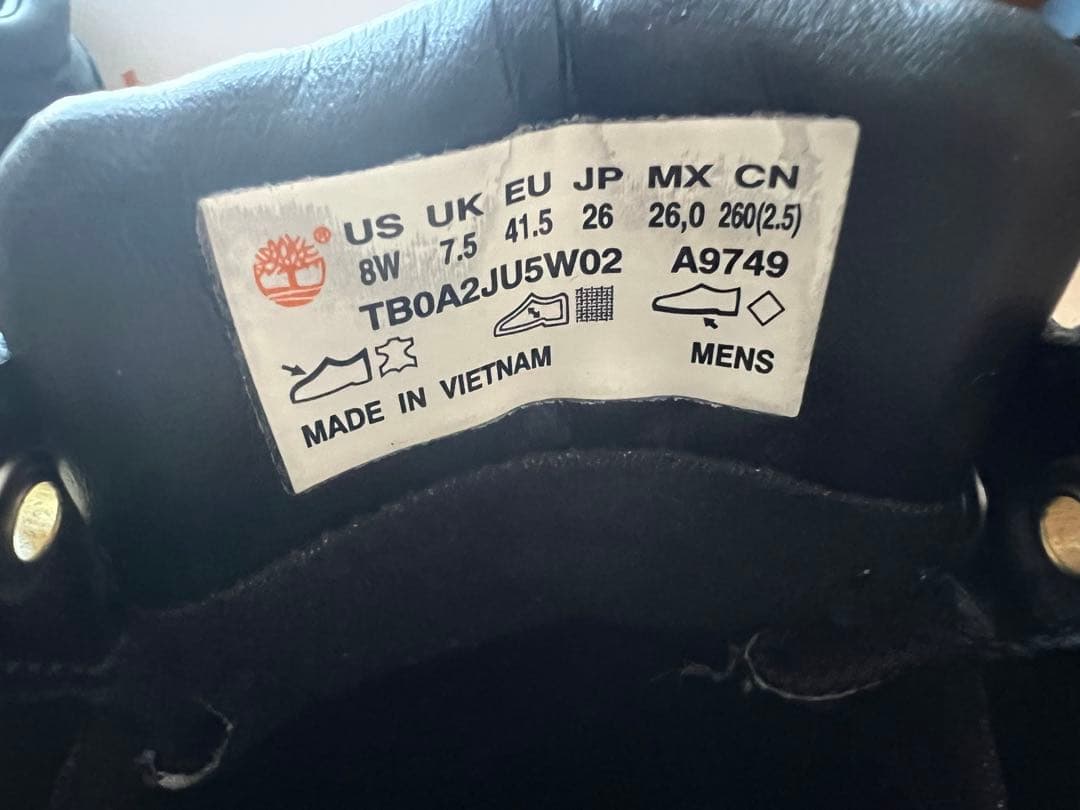 US UK EU JP MX CN
8W 7.5 41.5 26 26,0 260(2.5)
TB0A2JU5W02 A9749
MADE IN VIETNAM MENS